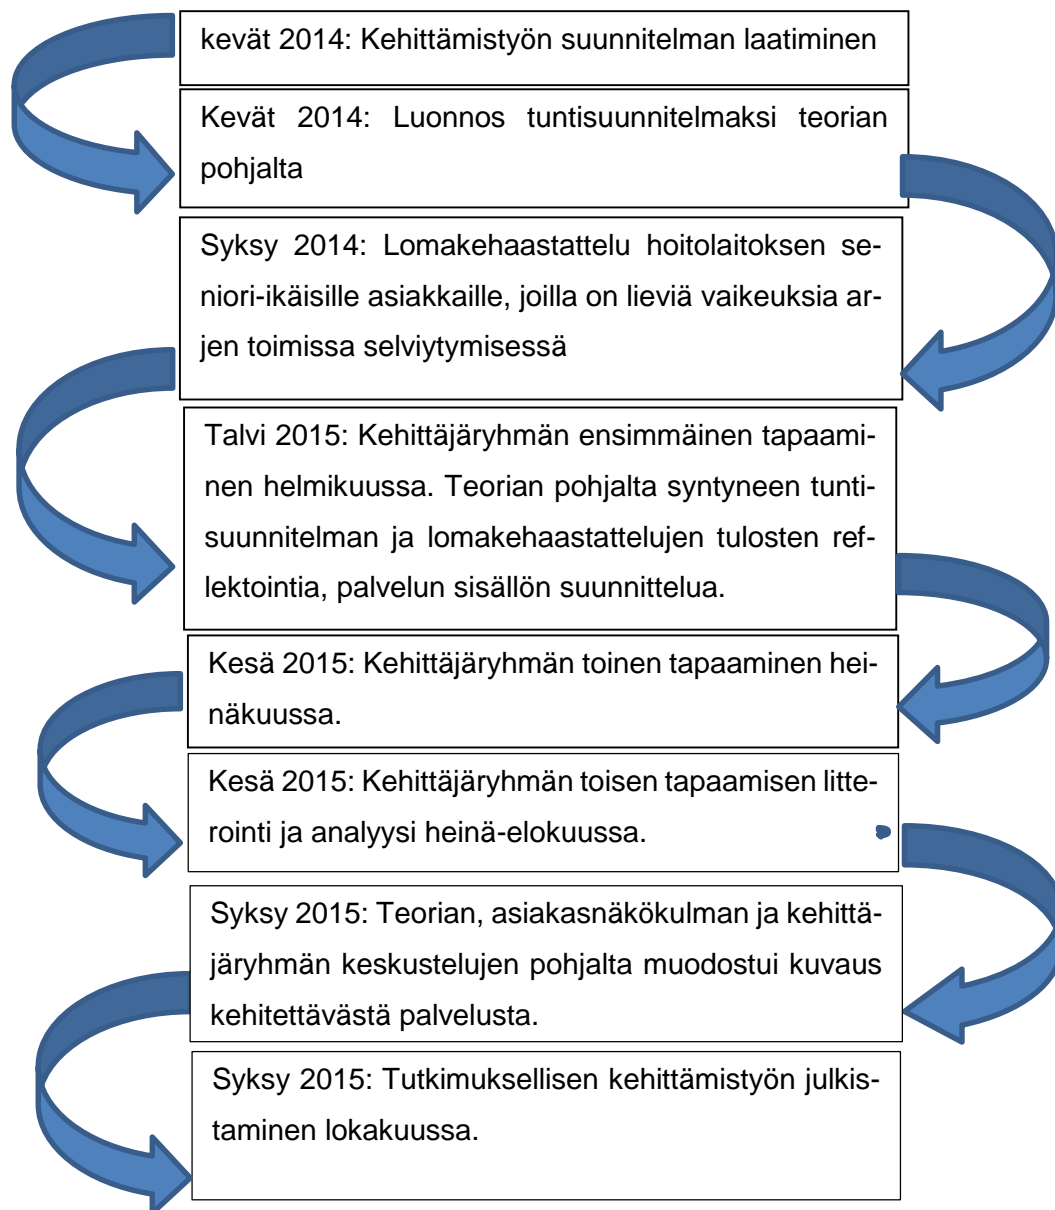 kevät 2014: Kehittämistyön suunnitelman laatiminen
Kevät 2014: Luonnos tuntisuunnitelmaksi teorian
pohjalta
Syksy 2014: Lomakehaastattelu hoitolaitoksen se-
niori-ikäisille asiakkaille, joilla on lieviä vaikeuksia ar-
jen toimissa selviytymisessä
Talvi 2015: Kehittäjäryhmän ensimmäinen tapaami-
nen helmikuussa. Teorian pohjalta syntyneen tunti-
suunnitelman ja lomakehaastattelujen tulosten ref-
lektointia, palvelun sisällön suunnittelua.
Kesä 2015: Kehittäjäryhmän toinen tapaaminen hei-
näkuussa.
Kesä 2015: Kehittäjäryhmän toisen tapaamisen litte-
rointi ja analyysi heinä-elokuussa.
Syksy 2015: Teorian, asiakasnäkökulman ja kehittä-
järyhmän keskustelujen pohjalta muodostui kuvaus
kehitettävästä palvelusta.
Syksy 2015: Tutkimuksellisen kehittämistyön julkis-
taminen lokakuussa.